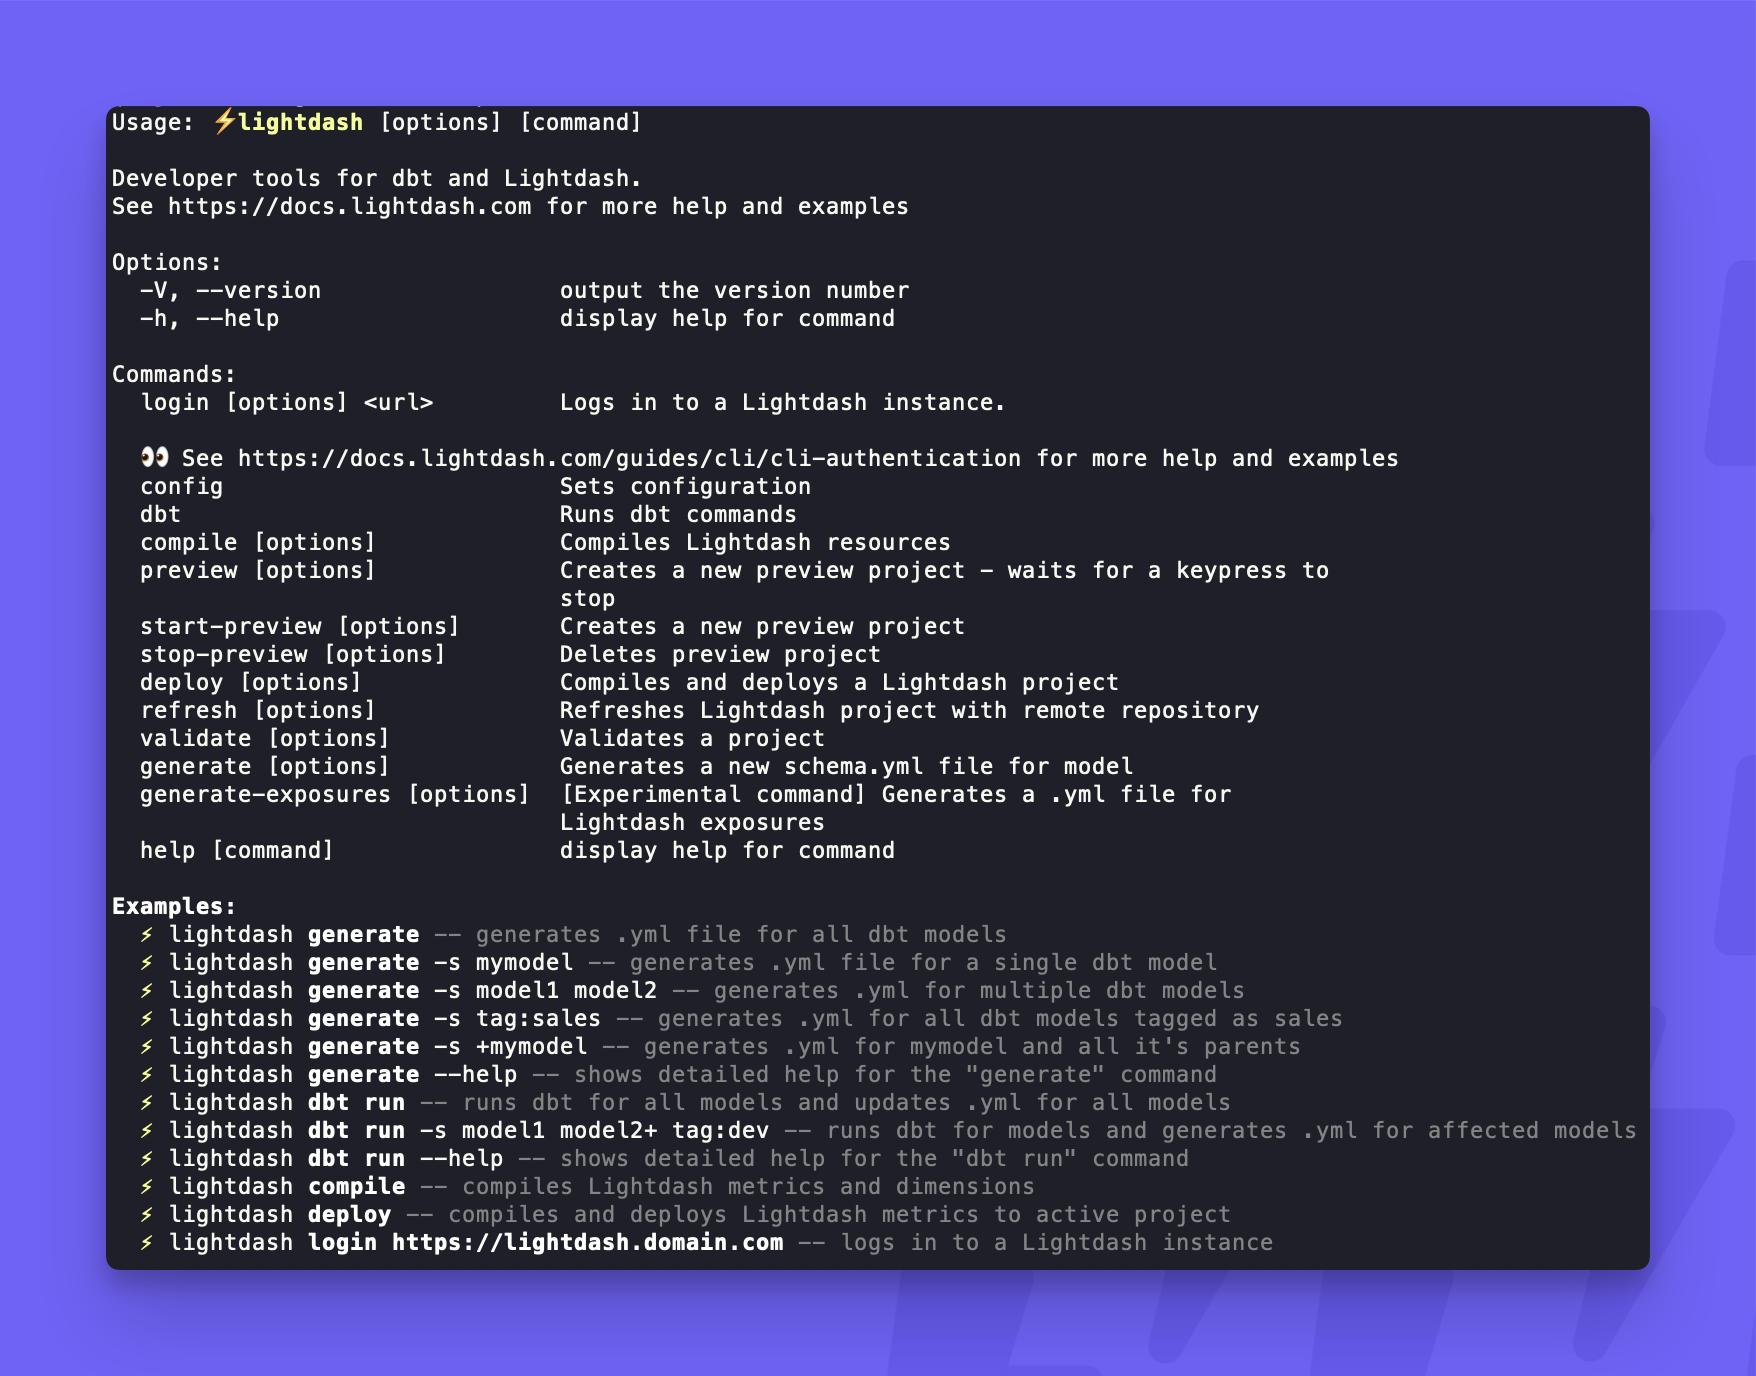 Usage: ⚡lightdash [options] [command]
Developer tools for dbt and Lightdash.
See https://docs.lightdash.com for more help and examples
Options:
-V, --version output the version number
-h, --help display help for command
Commands:
login [options] <url> Logs in to a Lightdash instance.
👀 See https://docs.lightdash.com/guides/cli/cli-authentication for more help and examples
config Sets configuration
dbt Runs dbt commands
compile [options] Compiles Lightdash resources
preview [options] Creates a new preview project - waits for a keypress to
stop
start-preview [options] Creates a new preview project
stop-preview [options] Deletes preview project
deploy [options] Compiles and deploys a Lightdash project
refresh [options] Refreshes Lightdash project with remote repository
validate [options] Validates a project
generate [options] Generates a new schema.yml file for model
generate-exposures [options] [Experimental command] Generates a .yml file for
Lightdash exposures
help [command] display help for command
Examples:
⚡ lightdash generate -- generates .yml file for all dbt models
⚡ lightdash generate -s mymodel -- generates .yml file for a single dbt model
⚡ lightdash generate -s model1 model2 -- generates .yml for multiple dbt models
⚡ lightdash generate -s tag:sales -- generates .yml for all dbt models tagged as sales
⚡ lightdash generate -s +mymodel -- generates .yml for mymodel and all it's parents
⚡ lightdash generate --help -- shows detailed help for the "generate" command
⚡ lightdash dbt run -- runs dbt for all models and updates .yml for all models
⚡ lightdash dbt run -s model1 model2+ tag:dev -- runs dbt for models and generates .yml for affected models
⚡ lightdash dbt run --help -- shows detailed help for the "dbt run" command
⚡ lightdash compile -- compiles Lightdash metrics and dimensions
⚡ lightdash deploy -- compiles and deploys Lightdash metrics to active project
⚡ lightdash login https://lightdash.domain.com -- logs in to a Lightdash instance